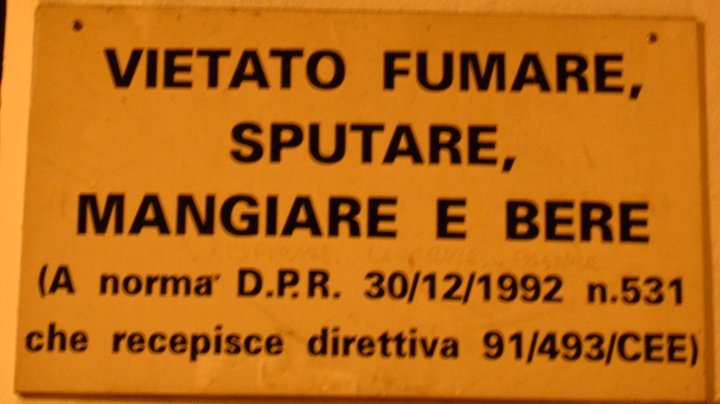 VIETATO FUMARE,
SPUTARE,
MANGIARE E BERE
(A norma D.P.R. 30/12/1992 n.531
che recepisce direttiva 91/493/CEE)